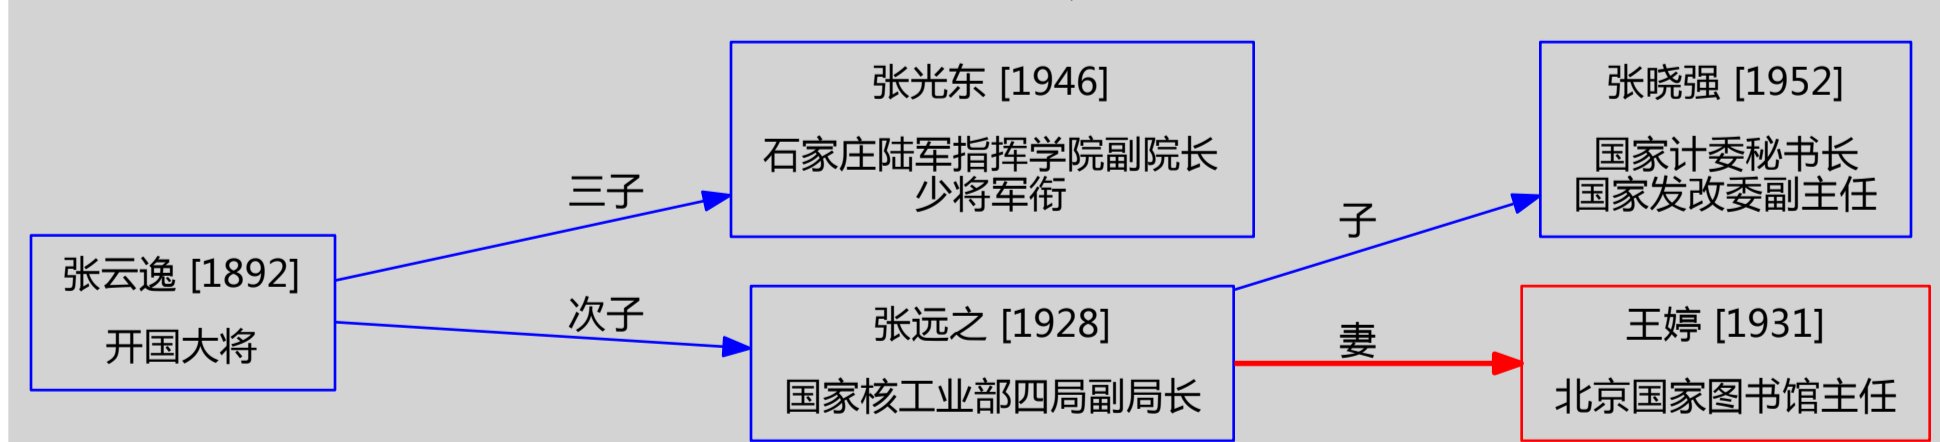 张云逸 [1892]
开国大将
三子
次子
张光东 [1946]
石家庄陆军指挥学院副院长
少将军衔
张远之 [1928]
国家核工业部四局副局长
子
妻
张晓强 [1952]
国家计委秘书长
国家发改委副主任
王婷 [1931]
北京国家图书馆主任